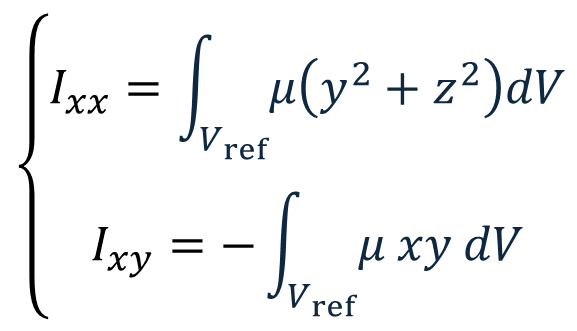 I_xx = ∫_{V_ref} μ(y² + z²)dV
I_xy = − ∫_{V_ref} μ xy dV